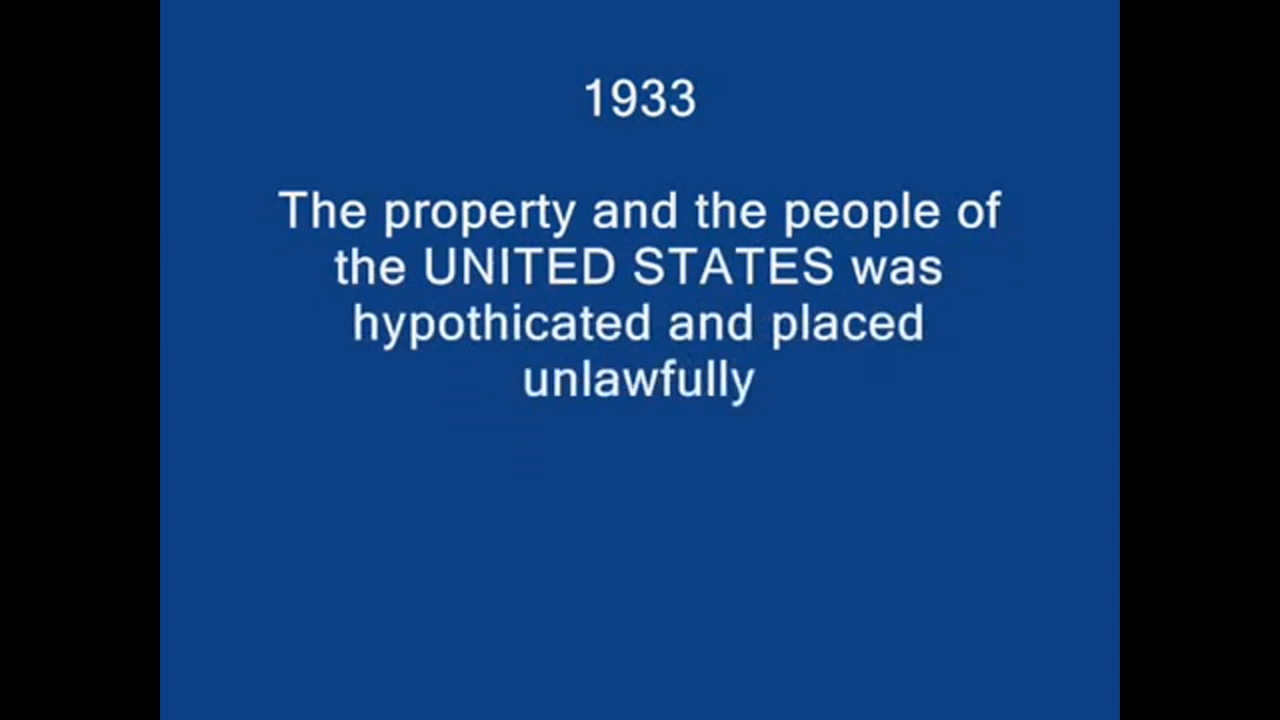 1933
The property and the people of
the UNITED STATES was
hypothicated and placed
unlawfully